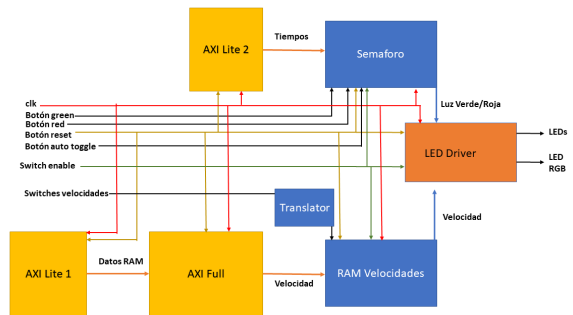 Tiempos
AXI Lite 2
Semaforo
clk
Botón green
Botón red
Botón reset
Botón auto toggle
Switch enable
Switches velocidades
Luz Verde/Roja
LED Driver
LEDs
LED
RGB
Translator
Velocidad
Datos RAM
AXI Lite 1
AXI Full
Velocidad
RAM Velocidades